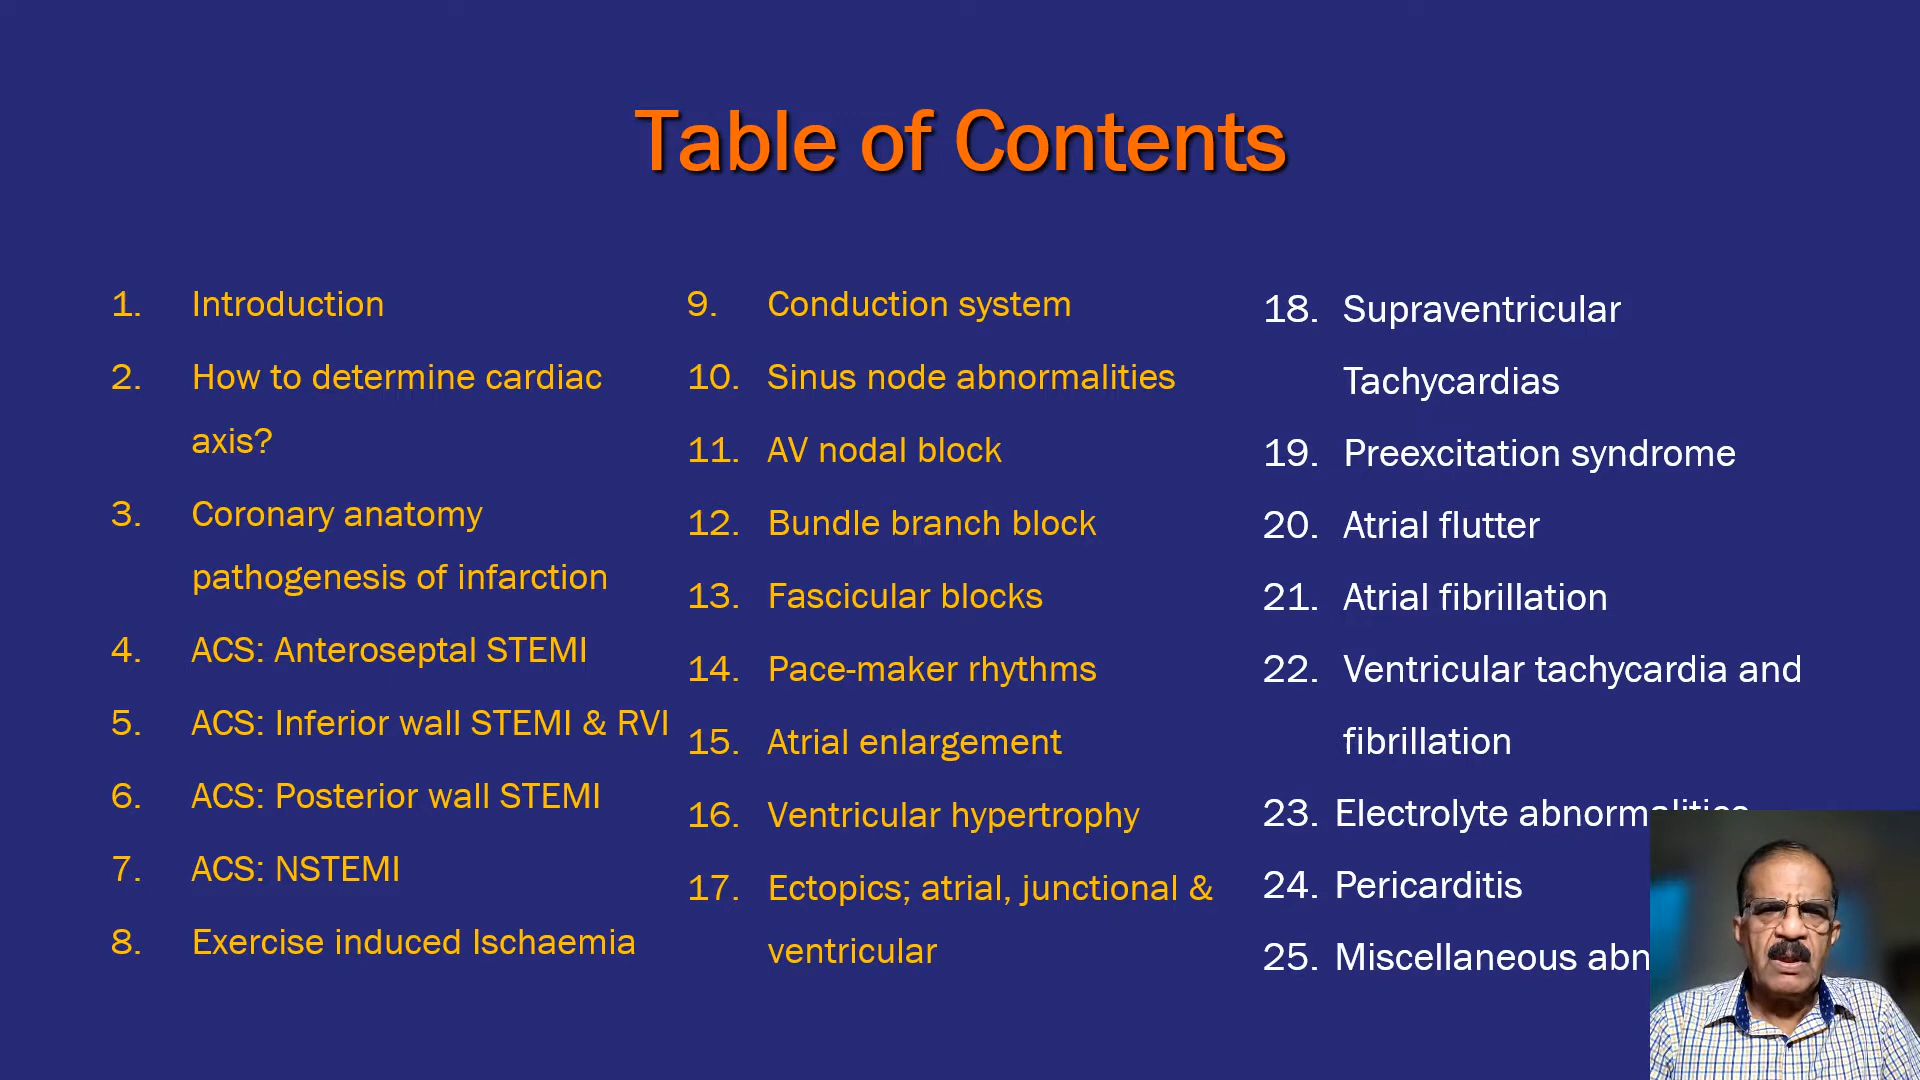 Table of Contents
1. Introduction
2. How to determine cardiac
axis?
3. Coronary anatomy
pathogenesis of infarction
4. ACS: Anteroseptal STEMI
5. ACS: Inferior wall STEMI & RVI
6. ACS: Posterior wall STEMI
7. ACS: NSTEMI
8. Exercise induced Ischaemia
9. Conduction system
10. Sinus node abnormalities
11. AV nodal block
12. Bundle branch block
13. Fascicular blocks
14. Pace-maker rhythms
15. Atrial enlargement
16. Ventricular hypertrophy
17. Ectopics; atrial, junctional &
ventricular
18. Supraventricular
Tachycardias
19. Preexcitation syndrome
20. Atrial flutter
21. Atrial fibrillation
22. Ventricular tachycardia and
fibrillation
23. Electrolyte abnormalities
24. Pericarditis
25. Miscellaneous